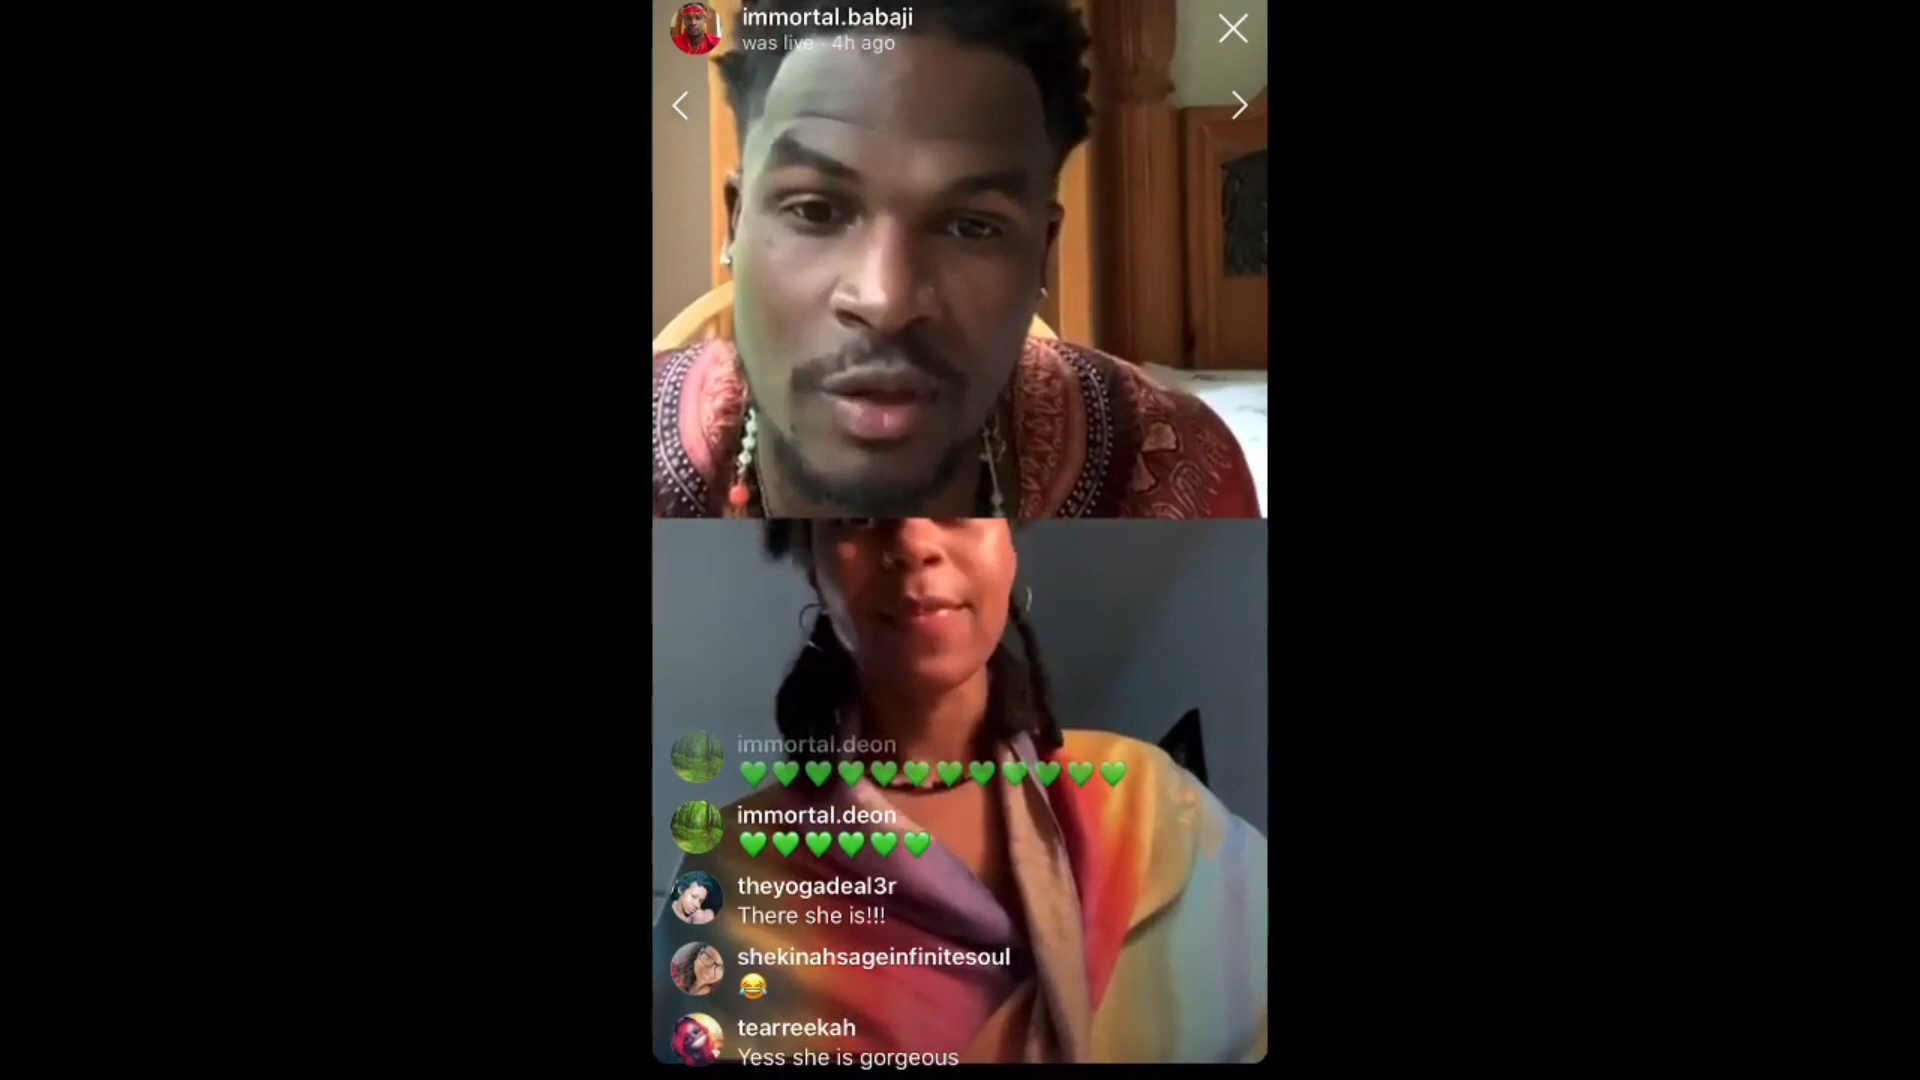 immortal.babaji
was live · 4h ago
immortal.deon
💚💚💚💚💚💚💚💚💚💚💚💚
immortal.deon
💚💚💚💚💚💚
theyogadeal3r
There she is!!!
shekinahsageinfinitesoul
😂
tearreekah
Yess she is gorgeous